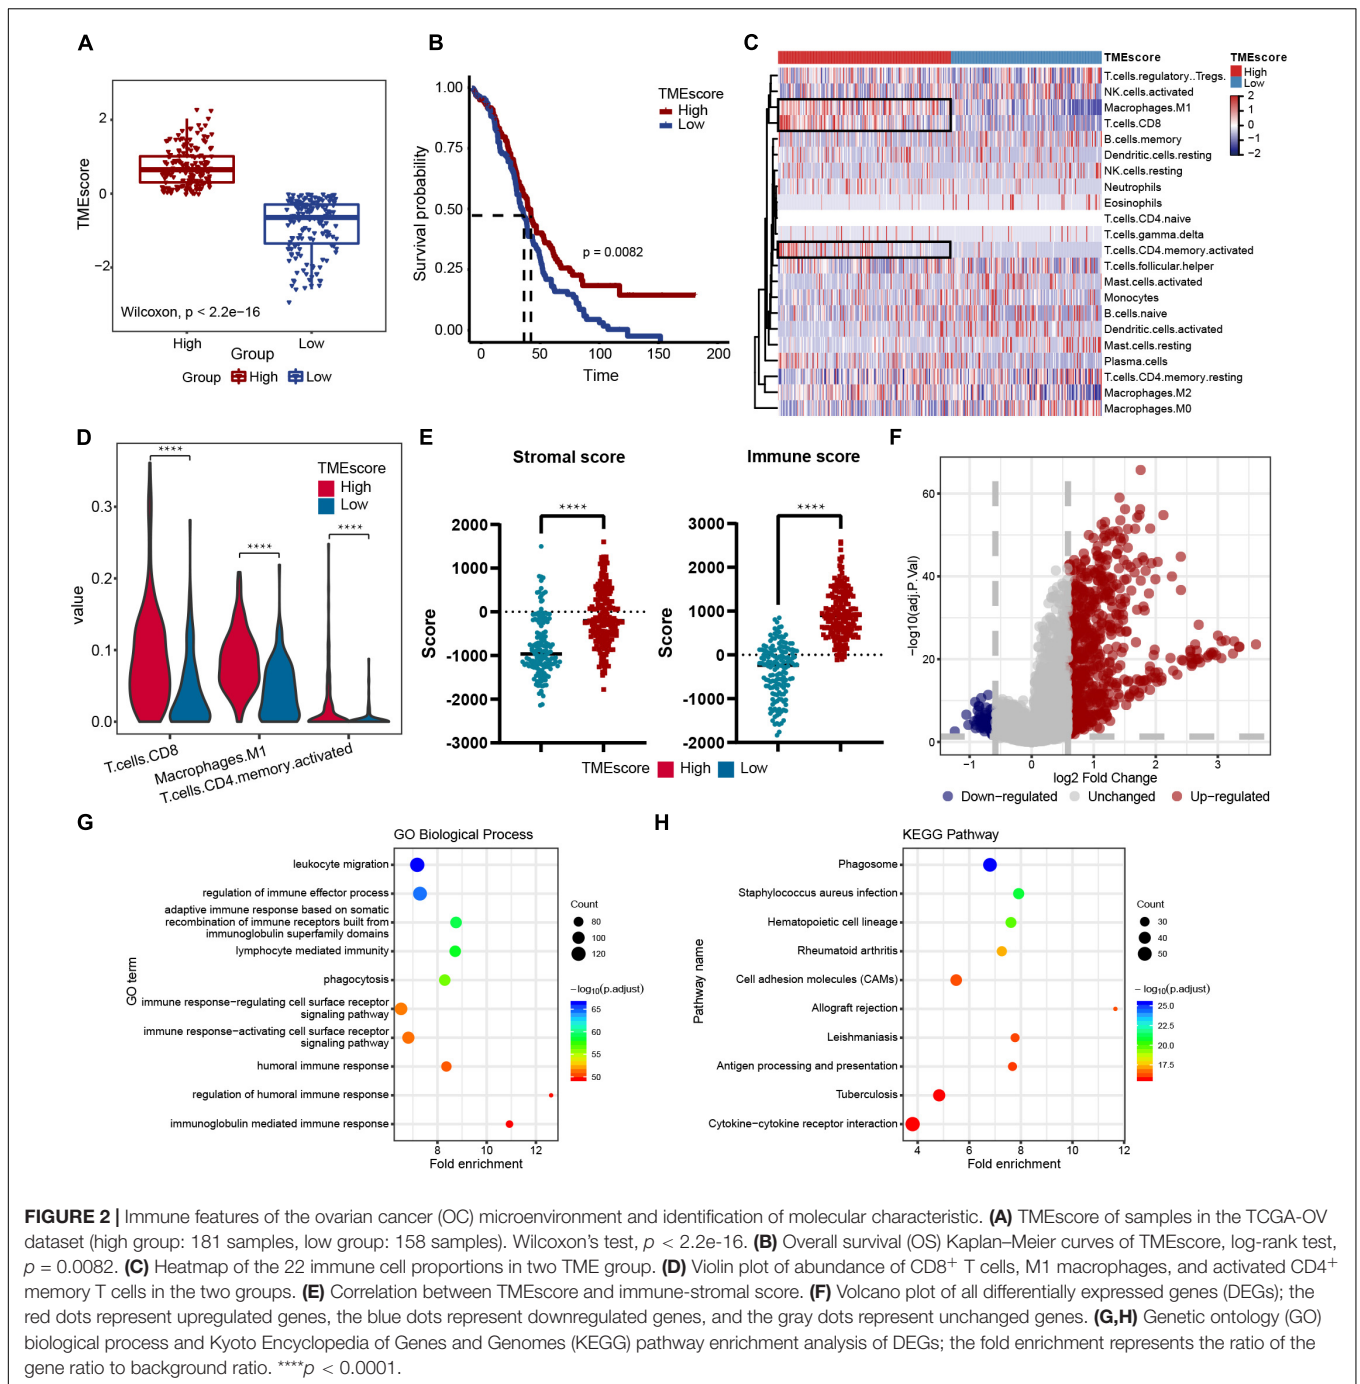 A
2
0
−2
TMEscore
Wilcoxon, p < 2.2e−16
High
Low
Group
Group High Low
B
1.00
0.75
0.50
0.25
0.00
Survival probability
TMEscore
High
Low
p = 0.0082
0 50 100 150 200
Time
C
TMEscore
T.cells.regulatory..Tregs.
NK.cells.activated
Macrophages.M1
T.cells.CD8
B.cells.memory
Dendritic.cells.resting
NK.cells.resting
Neutrophils
Eosinophils
T.cells.CD4.naive
T.cells.gamma.delta
T.cells.CD4.memory.activated
T.cells.follicular.helper
Mast.cells.activated
Monocytes
B.cells.naive
Dendritic.cells.activated
Mast.cells.resting
Plasma.cells
T.cells.CD4.memory.resting
Macrophages.M2
Macrophages.M0
TMEscore
High
Low
2
1
0
−1
−2
D
0.3
0.2
0.1
0.0
value
****
****
****
TMEscore
High
Low
T.cells.CD8
Macrophages.M1
T.cells.CD4.memory.activated
E
Stromal score
2000
1000
0
-1000
-2000
-3000
Score
****
Immune score
3000
2000
1000
0
-1000
-2000
Score
****
TMEscore High Low
F
60
40
20
0
−log10(adj.P.Val)
−1 0 1 2 3
log2 Fold Change
Down−regulated Unchanged Up−regulated
G
GO Biological Process
GO term
leukocyte migration
regulation of immune effector process
adaptive immune response based on somatic
recombination of immune receptors built from
immunoglobulin superfamily domains
lymphocyte mediated immunity
phagocytosis
immune response−regulating cell surface receptor
signaling pathway
immune response−activating cell surface receptor
signaling pathway
humoral immune response
regulation of humoral immune response
immunoglobulin mediated immune response
8 10 12
Fold enrichment
Count
80
100
120
−log10(p.adjust)
65
60
55
50
H
KEGG Pathway
Pathway name
Phagosome
Staphylococcus aureus infection
Hematopoietic cell lineage
Rheumatoid arthritis
Cell adhesion molecules (CAMs)
Allograft rejection
Leishmaniasis
Antigen processing and presentation
Tuberculosis
Cytokine−cytokine receptor interaction
4 6 8 10 12
Fold enrichment
Count
30
40
50
− log10(p.adjust)
25.0
22.5
20.0
17.5
FIGURE 2 | Immune features of the ovarian cancer (OC) microenvironment and identification of molecular characteristic. (A) TMEscore of samples in the TCGA-OV
dataset (high group: 181 samples, low group: 158 samples). Wilcoxon's test, p < 2.2e-16. (B) Overall survival (OS) Kaplan–Meier curves of TMEscore, log-rank test,
p = 0.0082. (C) Heatmap of the 22 immune cell proportions in two TME group. (D) Violin plot of abundance of CD8+ T cells, M1 macrophages, and activated CD4+
memory T cells in the two groups. (E) Correlation between TMEscore and immune-stromal score. (F) Volcano plot of all differentially expressed genes (DEGs); the
red dots represent upregulated genes, the blue dots represent downregulated genes, and the gray dots represent unchanged genes. (G,H) Genetic ontology (GO)
biological process and Kyoto Encyclopedia of Genes and Genomes (KEGG) pathway enrichment analysis of DEGs; the fold enrichment represents the ratio of the
gene ratio to background ratio. ****p < 0.0001.